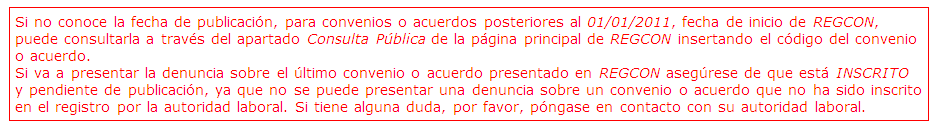 Si no conoce la fecha de publicación, para convenios o acuerdos posteriores al 01/01/2011, fecha de inicio de REGCON,
puede consultarla a través del apartado Consulta Pública de la página principal de REGCON insertando el código del convenio
o acuerdo.
Si va a presentar la denuncia sobre el último convenio o acuerdo presentado en REGCON asegúrese de que está INSCRITO
y pendiente de publicación, ya que no se puede presentar una denuncia sobre un convenio o acuerdo que no ha sido inscrito
en el registro por la autoridad laboral. Si tiene alguna duda, por favor, póngase en contacto con su autoridad laboral.